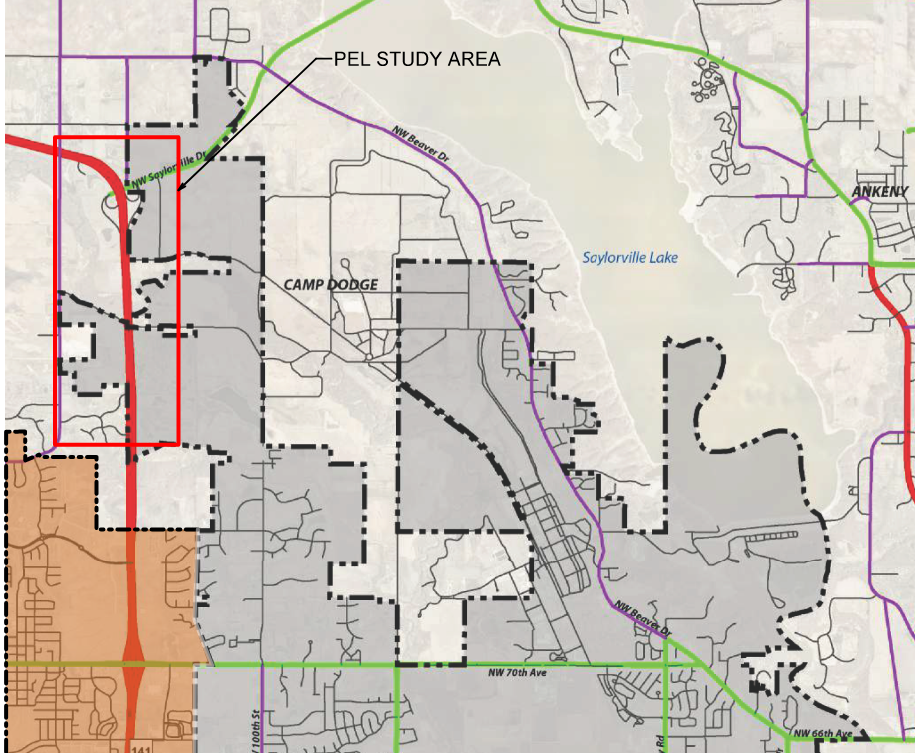 PEL STUDY AREA
NW Beaver Dr
NW Saylorville Dr
ANKENY
Saylorville Lake
CAMP DODGE
NW Beaver Dr
NW 70th Ave
100th St
Rd
NW 66th Ave
141